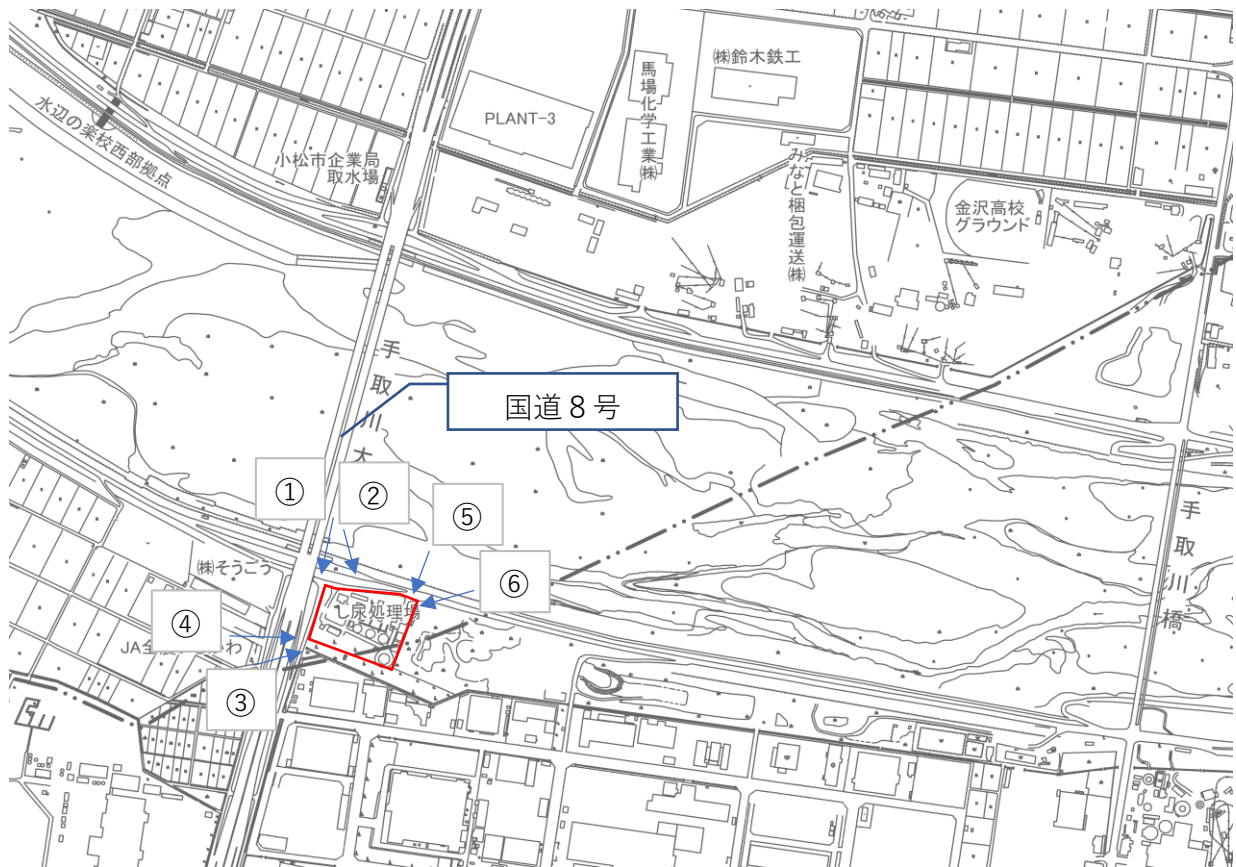 (株)鈴木鉄工
馬場化学工業(株)
PLANT-3
水辺の楽校西部拠点
小松市企業局
取水場
みなと梱包運送(株)
金沢高校
グラウンド
手取川大
国道8号
①
②
⑤
手取川橋
(株)そうごう
⑥
し尿処理場
④
JA全
わ
③